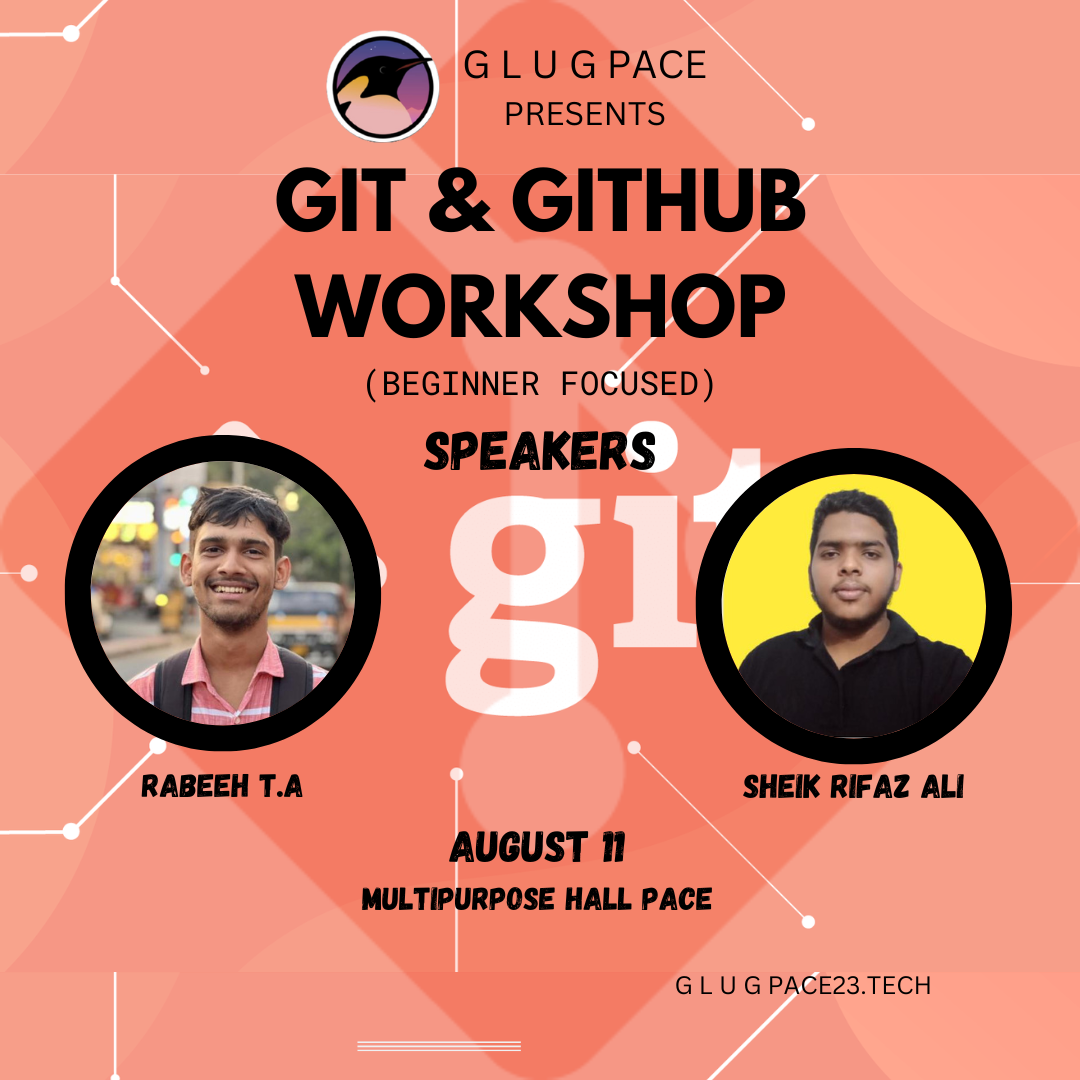 G L U G PACE
PRESENTS
GIT & GITHUB
WORKSHOP
(BEGINNER FOCUSED)
SPEAKERS
git
RABEEH T.A
SHEIK RIFAZ ALI
AUGUST 11
MULTIPURPOSE HALL PACE
G L U G PACE23.TECH